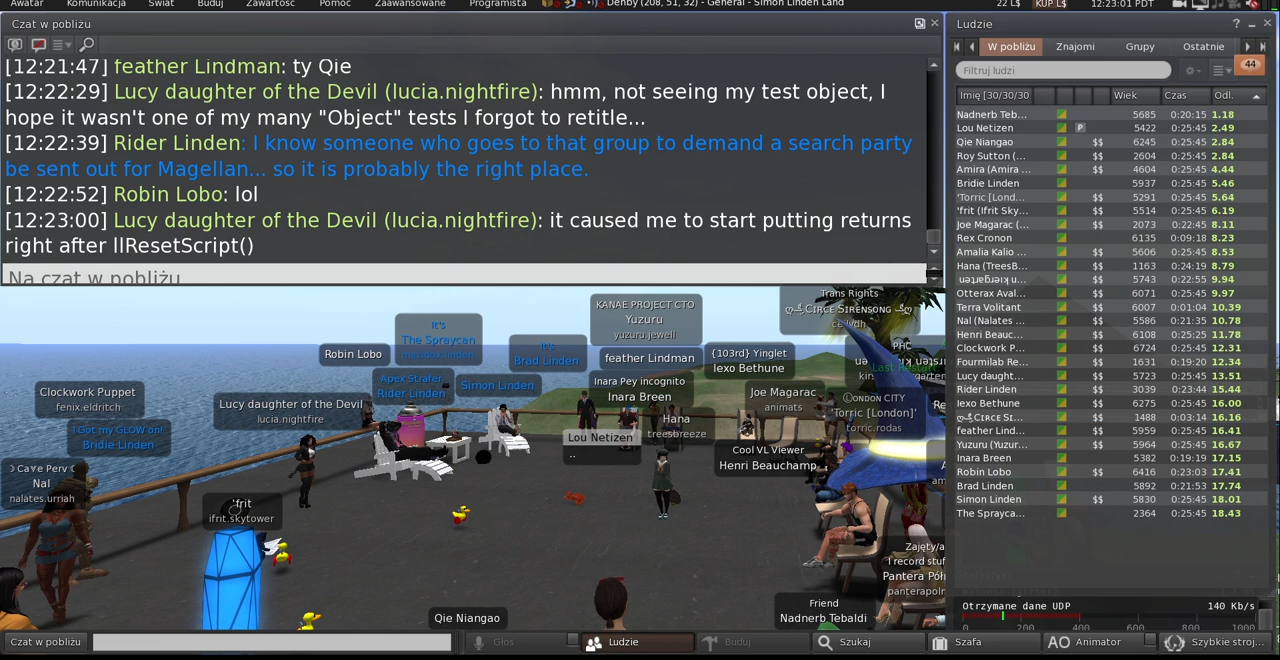 Awatar Komunikacja Świat Buduj Zawartość Pomoc Zaawansowane Programista Denby (208, 51, 32) - General - Simon Linden Land 22 L$ KUP L$ 12:23:01 PDT
Czat w pobliżu
[12:21:47] feather Lindman: ty Qie
[12:22:29] Lucy daughter of the Devil (lucia.nightfire): hmm, not seeing my test object, I
hope it wasn't one of my many "Object" tests I forgot to retitle...
[12:22:39] Rider Linden: I know someone who goes to that group to demand a search party
be sent out for Magellan... so it is probably the right place.
[12:22:52] Robin Lobo: lol
[12:23:00] Lucy daughter of the Devil (lucia.nightfire): it caused me to start putting returns
right after llResetScript()
Na czat w pobliżu
Ludzie
W pobliżu Znajomi Grupy Ostatnie
Filtruj ludzi
44
Imię [30/30/30 Wiek Czas Odl.
Nadnerb Teb... 5685 0:20:15 1.18
Lou Netizen P 5422 0:25:45 2.49
Qie Niangao $$ 6245 0:25:45 2.84
Roy Sutton (... $$ 2604 0:25:45 2.84
Amira (Amira ... $$ 4604 0:25:45 4.44
Bridie Linden 5937 0:25:45 5.46
'Torric [Lond... $$ 5291 0:25:45 5.64
'frit (Ifrit Sky... $$ 5514 0:25:45 6.19
Joe Magarac (... $$ 2073 0:22:45 8.11
Rex Cronon 6135 0:09:18 8.23
Amalia Kalio ... $$ 5606 0:25:45 8.53
Hana (TreesB... $$ 1163 0:24:19 8.79
$$ 5743 0:22:55 9.94
Otterax Aval... $$ 6071 0:25:45 9.97
Terra Volitant $$ 6007 0:01:04 10.39
Nal (Nalates ... $$ 5586 0:21:35 10.78
Henri Beauc... $$ 6108 0:25:25 11.78
Clockwork P... $$ 6724 0:25:45 12.31
Fourmilab Re... $$ 1631 0:19:20 12.34
Lucy daught... $$ 5723 0:25:45 13.51
Rider Linden $$ 3039 0:23:44 15.44
Iexo Bethune $$ 6275 0:25:45 16.00
CIRCE SI... $$ 1488 0:03:14 16.16
feather Lind... $$ 5959 0:25:45 16.41
Yuzuru (Yuzur... $$ 5964 0:25:45 16.67
Inara Breen 5382 0:19:19 17.15
Robin Lobo $$ 6416 0:23:03 17.41
Brad Linden 5892 0:21:53 17.74
Simon Linden $$ 5830 0:25:45 18.01
The Sprayca... 2364 0:25:45 18.43
Otrzymane dane UDP 140 Kb/s
0 200 400 600 800 1000
Trans Rights
CIRCE SIRENSONG
KANAE PROJECT CTO
Yuzuru
yuzuru.jewell
It's
The Spraycan
Robin Lobo
It's
Brad Linden
feather Lindman
{103rd} Yinglet
Iexo Bethune
PHC
Last Restart
Apex Strafer
Rider Linden
Simon Linden
Inara Pey incognito
Inara Breen
Joe Magarac
animats
LONDON CITY
'Torric [London]'
torric.rodas
Clockwork Puppet
fenix.eldritch
Lucy daughter of the Devil
lucia.nightfire
Hana
treesbreeze
I Got my GLOW on!
Bridie Linden
Lou Netizen
..
Cool VL Viewer
Henri Beauchamp
Nal
nalates.urriah
'frit
ifrit.skytower
Zajęty/a
I record stuf
Pantera Półn
panterapoln
Qie Niangao
Friend
Nadnerb Tebaldi
Czat w pobliżu Głos Ludzie Buduj Szukaj Szafa AO Animator Szybkie stroj...